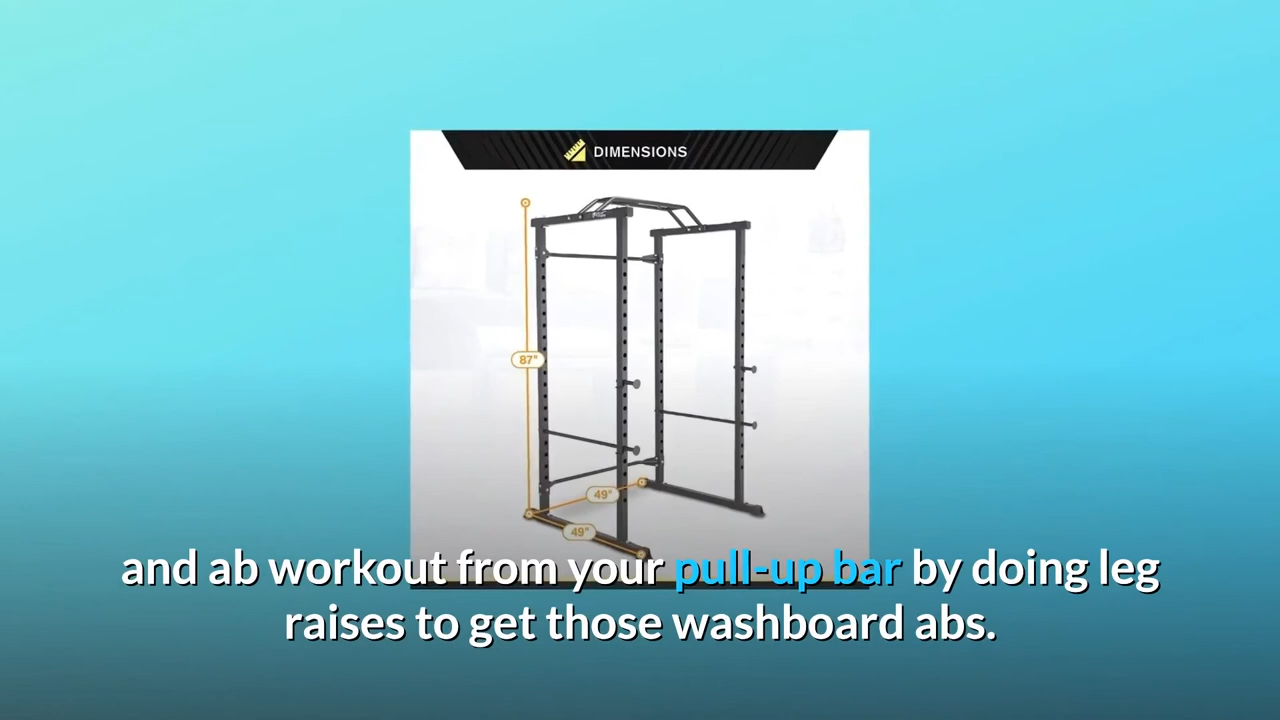 DIMENSIONS
87"
49"
49"
and ab workout from your pull-up bar by doing leg
raises to get those washboard abs.